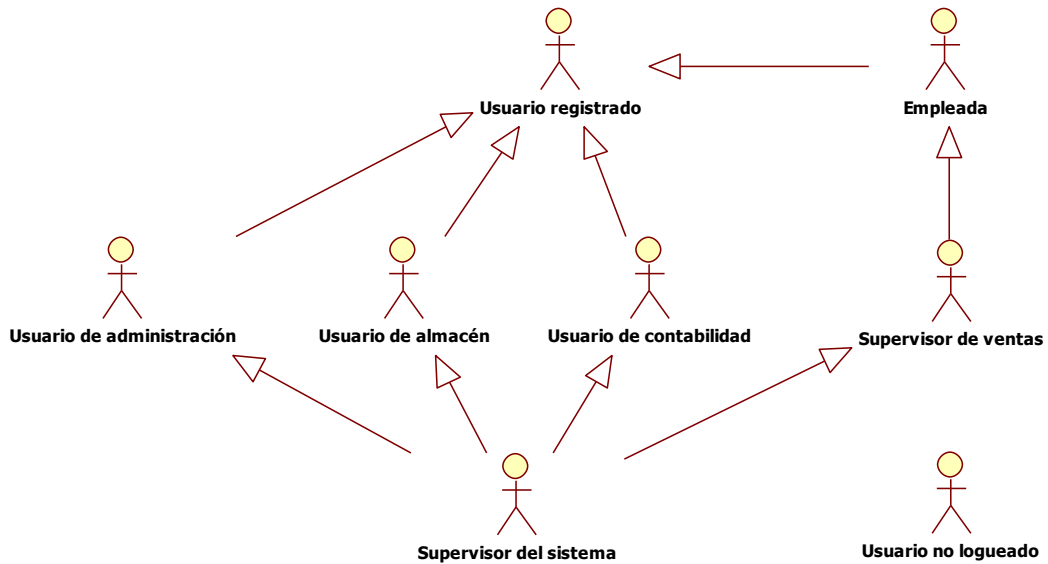 Usuario registrado
Empleada
Usuario de administración
Usuario de almacén
Usuario de contabilidad
Supervisor de ventas
Supervisor del sistema
Usuario no logueado